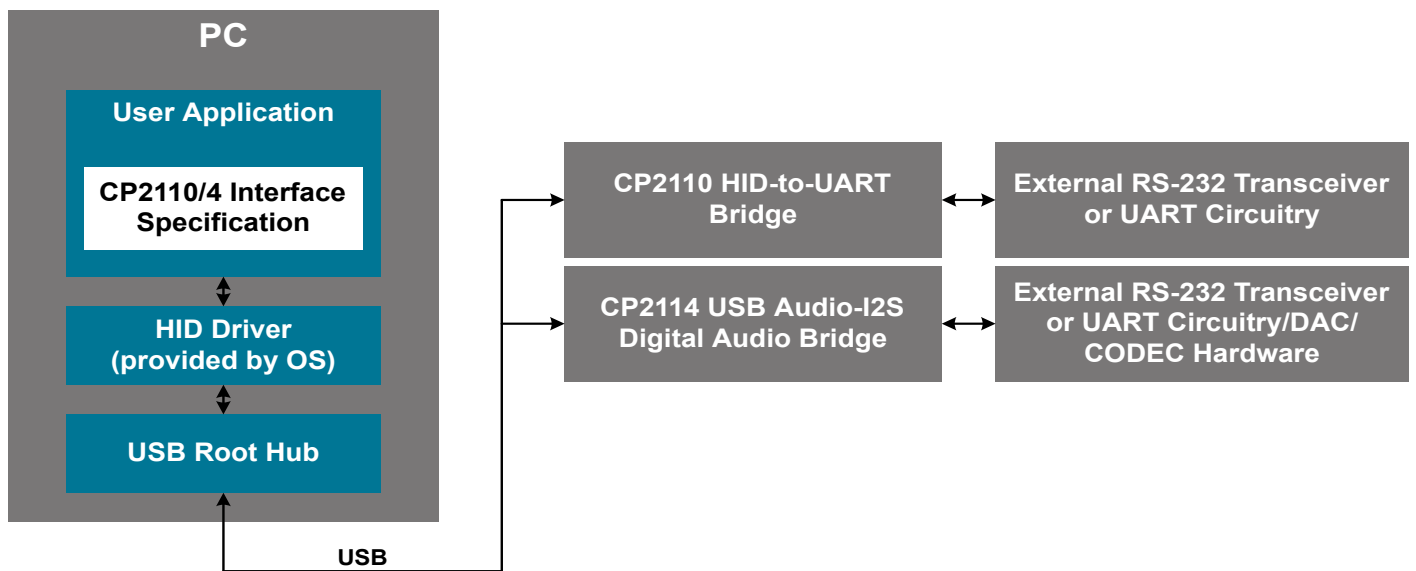 PC
User Application
CP2110/4 Interface
Specification
HID Driver
(provided by OS)
USB Root Hub
USB
CP2110 HID-to-UART
Bridge
External RS-232 Transceiver
or UART Circuitry
CP2114 USB Audio-I2S
Digital Audio Bridge
External RS-232 Transceiver
or UART Circuitry/DAC/
CODEC Hardware